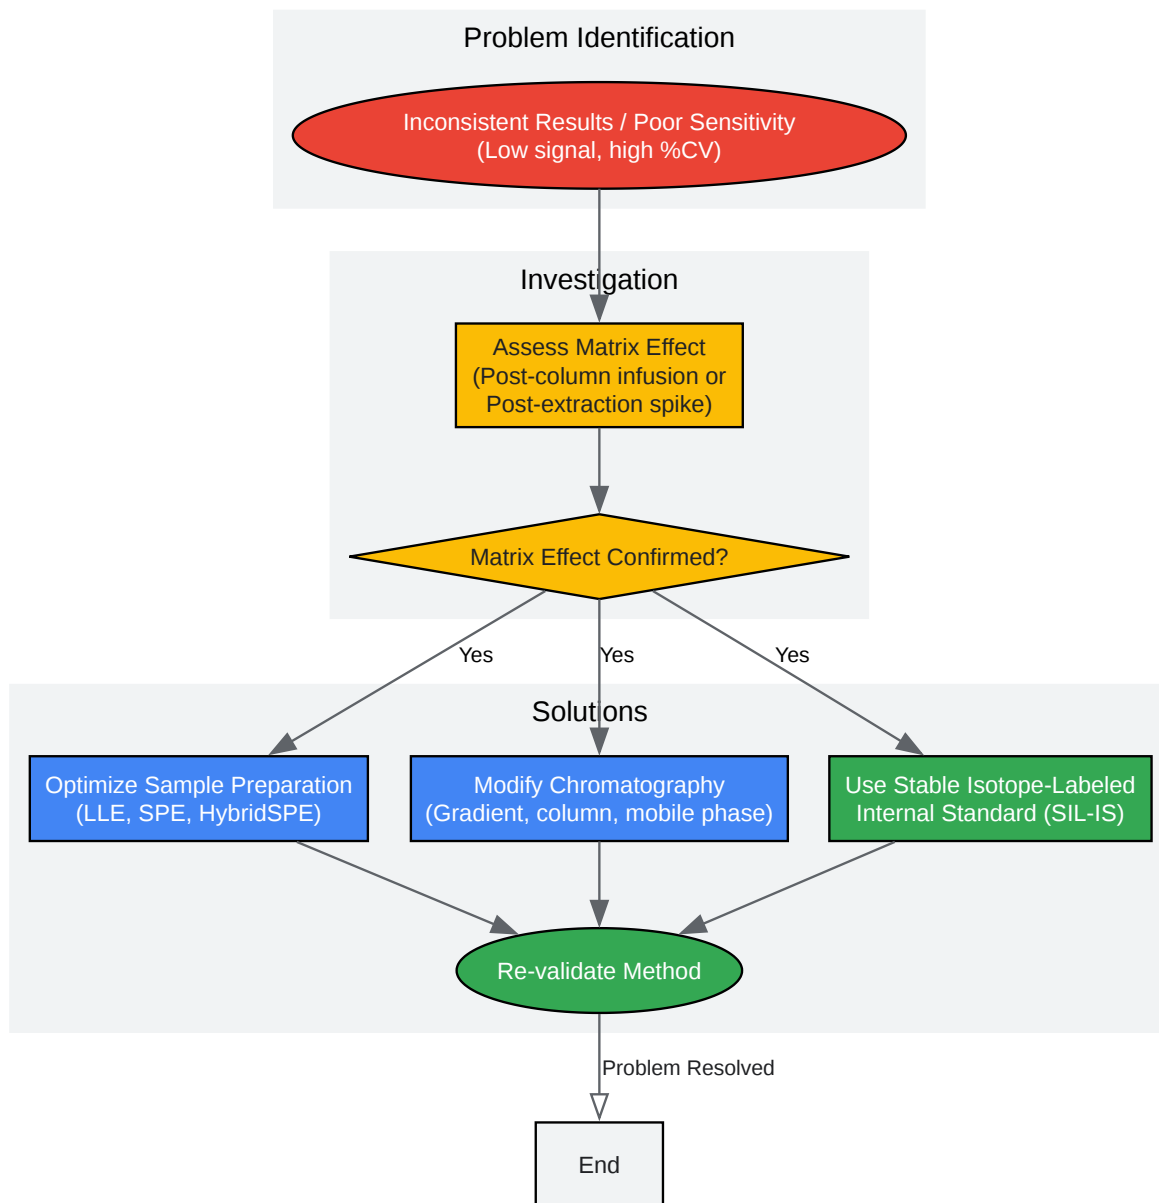 Problem Identification
Inconsistent Results / Poor Sensitivity
(Low signal, high %CV)
Investigation
Assess Matrix Effect
(Post-column infusion or
Post-extraction spike)
Matrix Effect Confirmed?
Yes
Yes
Yes
Solutions
Optimize Sample Preparation
(LLE, SPE, HybridSPE)
Modify Chromatography
(Gradient, column, mobile phase)
Use Stable Isotope-Labeled
Internal Standard (SIL-IS)
Re-validate Method
Problem Resolved
End